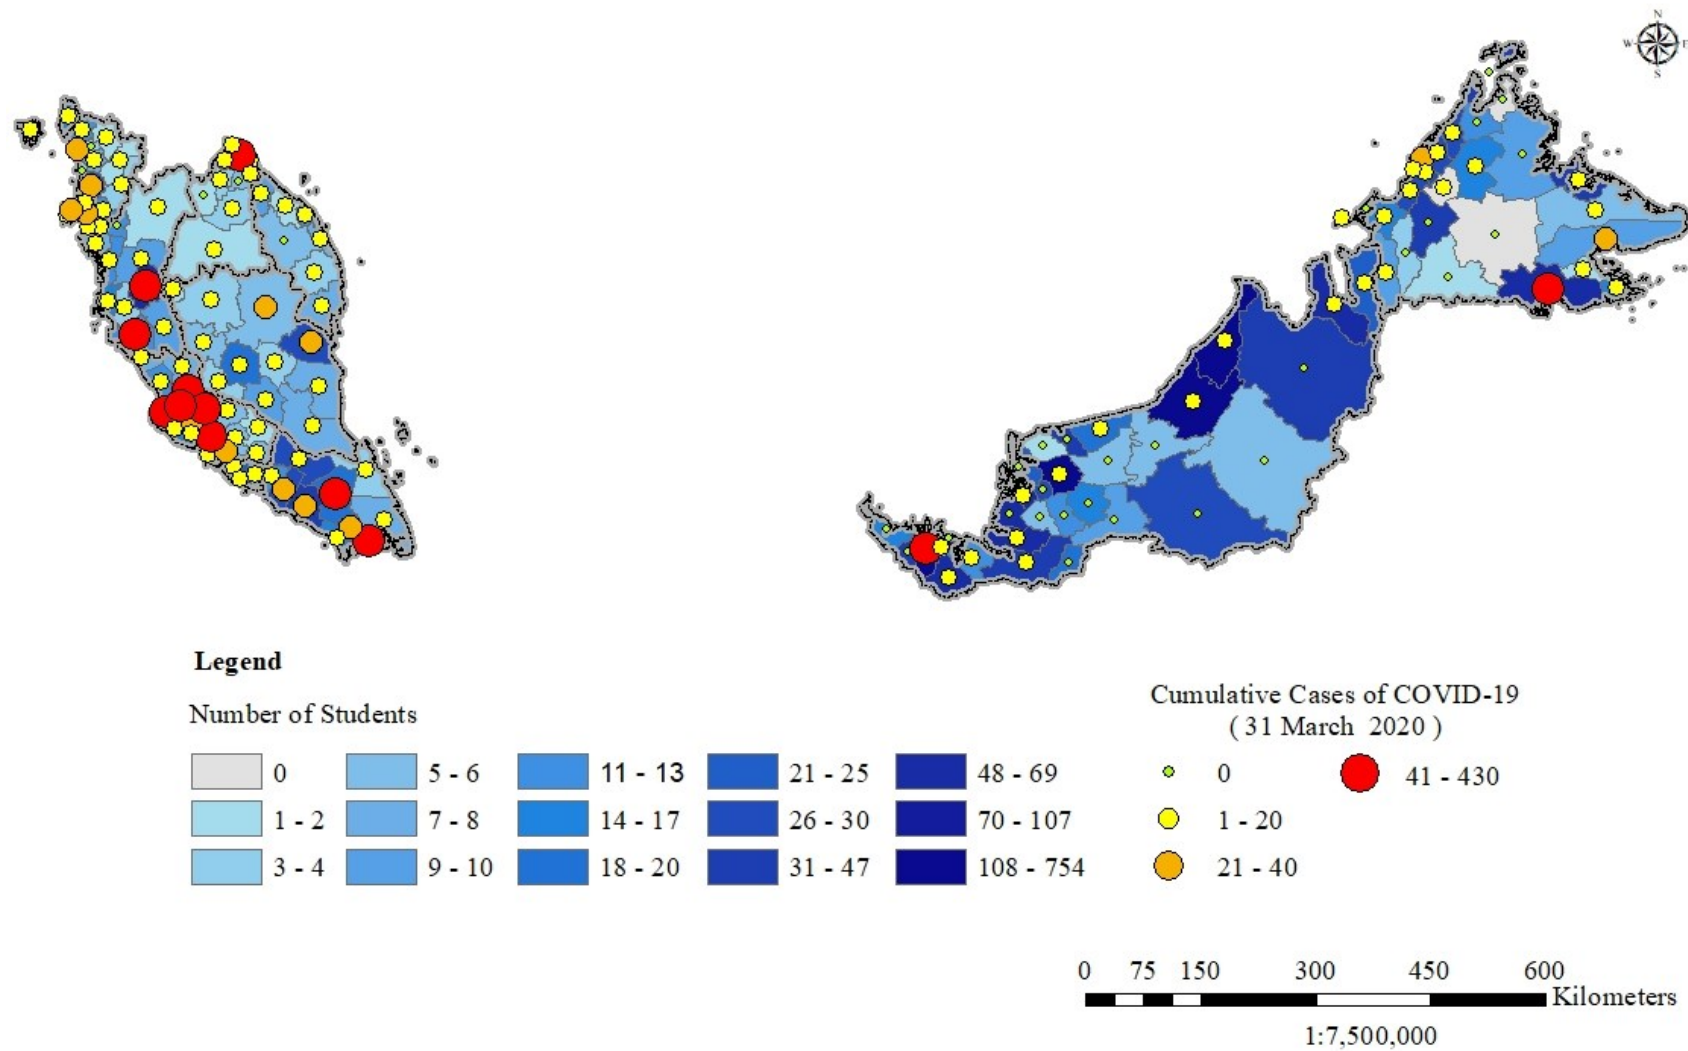 N
W E
S
Legend
Number of Students
0
5 - 6
11 - 13
21 - 25
48 - 69
1 - 2
7 - 8
14 - 17
26 - 30
70 - 107
3 - 4
9 - 10
18 - 20
31 - 47
108 - 754
Cumulative Cases of COVID-19
( 31 March 2020 )
0
41 - 430
1 - 20
21 - 40
0 75 150 300 450 600
Kilometers
1:7,500,000